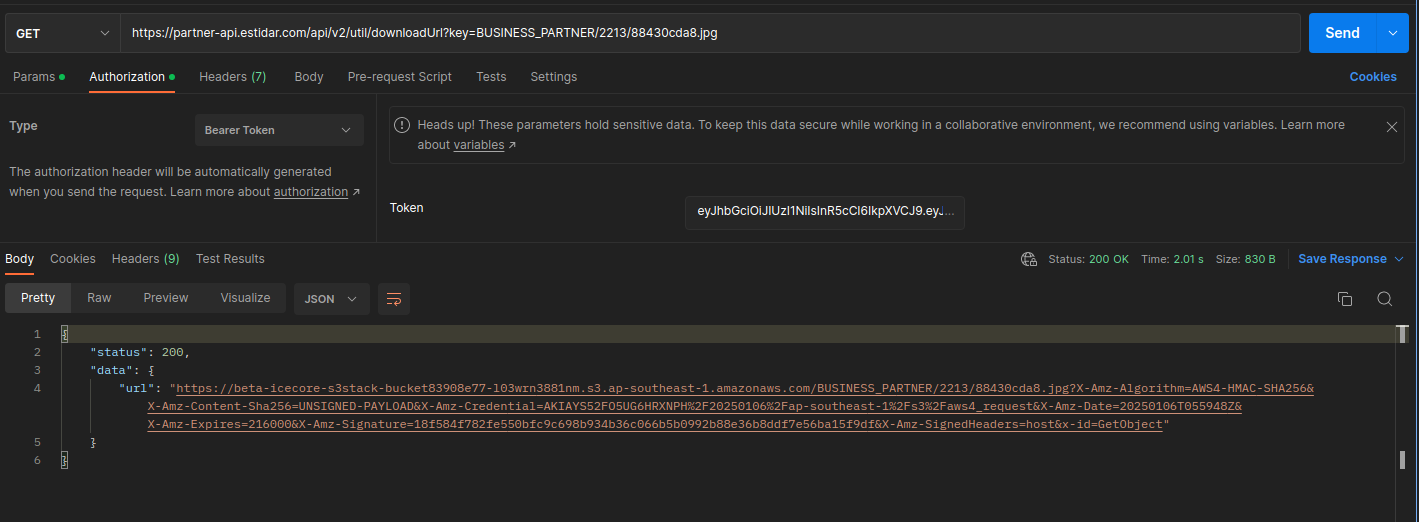 GET https://partner-api.estidar.com/api/v2/util/downloadUrl?key=BUSINESS_PARTNER/2213/88430cda8.jpg Send
Params Authorization Headers (7) Body Pre-request Script Tests Settings Cookies
Type Bearer Token
The authorization header will be automatically generated
when you send the request. Learn more about authorization ↗
Heads up! These parameters hold sensitive data. To keep this data secure while working in a collaborative environment, we recommend using variables. Learn more
about variables ↗
Token eyJhbGciOiJIUzI1NiIsInR5cCI6IkpXVCJ9.eyJ...
Body Cookies Headers (9) Test Results Status: 200 OK Time: 2.01 s Size: 830 B Save Response
Pretty Raw Preview Visualize JSON
1 {
2 "status": 200,
3 "data": {
4 "url": "https://beta-icecore-s3stack-bucket83908e77-l03wrn3881nm.s3.ap-southeast-1.amazonaws.com/BUSINESS_PARTNER/2213/88430cda8.jpg?X-Amz-Algorithm=AWS4-HMAC-SHA256&
X-Amz-Content-Sha256=UNSIGNED-PAYLOAD&X-Amz-Credential=AKIAYS52FO5UG6HRXNPH%2F20250106%2Fap-southeast-1%2Fs3%2Faws4_request&X-Amz-Date=20250106T055948Z&
X-Amz-Expires=216000&X-Amz-Signature=18f584f782fe550bfc9c698b934b36c066b5b0992b88e36b8ddf7e56ba15f9df&X-Amz-SignedHeaders=host&x-id=GetObject"
5 }
6 }